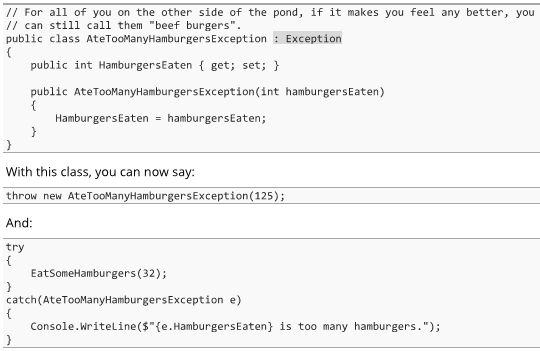 // For all of you on the other side of the pond, if it makes you feel any better, you
// can still call them "beef burgers".
public class AteTooManyHamburgersException : Exception
{
    public int HamburgersEaten { get; set; }

    public AteTooManyHamburgersException(int hamburgersEaten)
    {
        HamburgersEaten = hamburgersEaten;
    }
}
With this class, you can now say:
throw new AteTooManyHamburgersException(125);
And:
try
{
    EatSomeHamburgers(32);
}
catch(AteTooManyHamburgersException e)
{
    Console.WriteLine($"{e.HamburgersEaten} is too many hamburgers.");
}